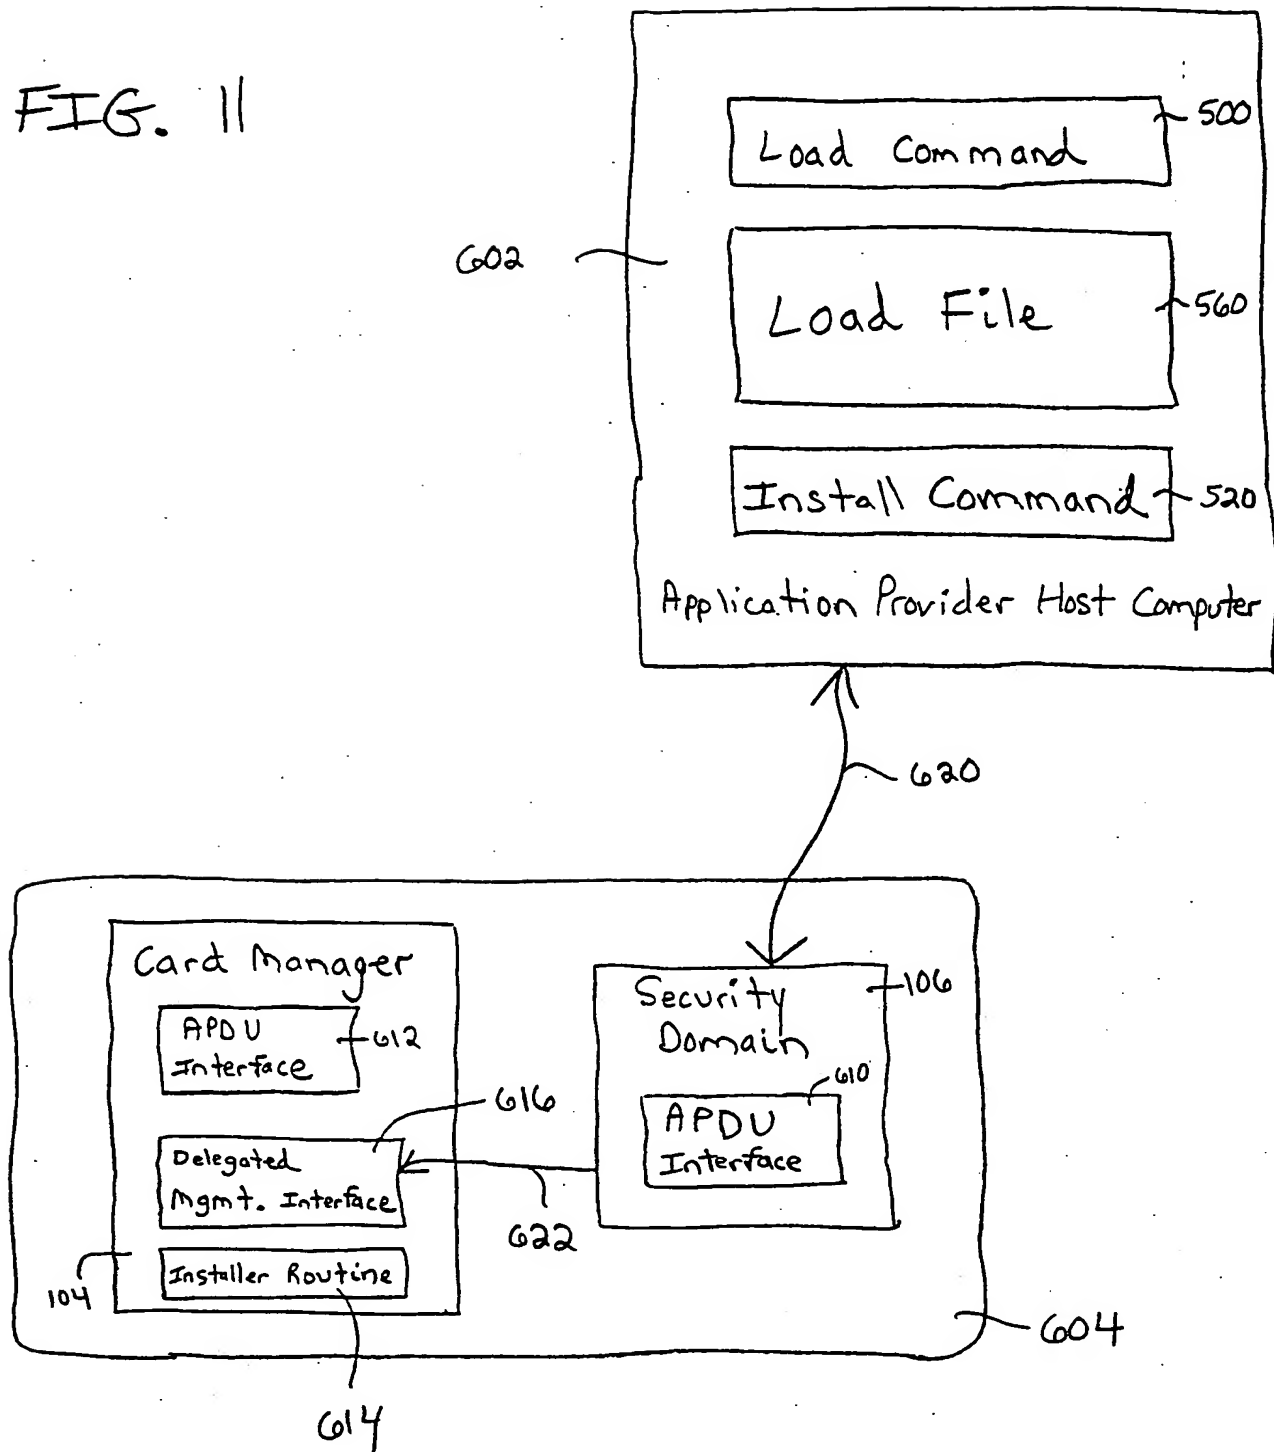 FIG. 11
500
Load Command
602
Load File
560
Install Command
520
Application Provider Host Computer
620
Card Manager
APDU
Interface
612
616
Delegated
Mgmt. Interface
622
104
Installer Routine
614
Security
Domain
106
610
APDU
Interface
604